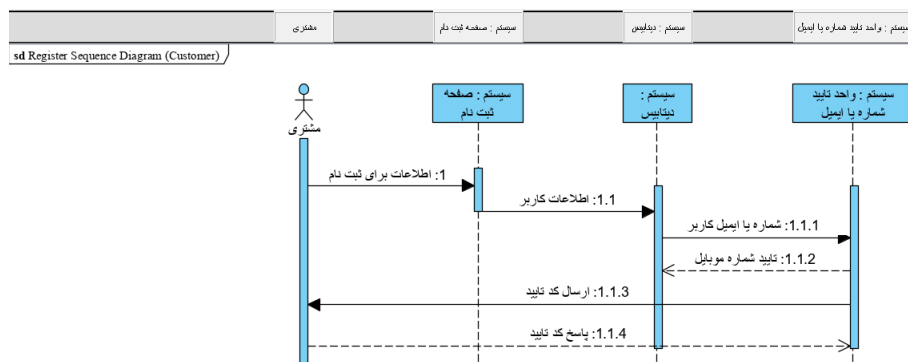 مشتری
سیستم : صفحه ثبت نام
سیستم : دیتابیس
سیستم : واحد تایید شماره یا ایمیل
sd Register Sequence Diagram (Customer)
مشتری
سیستم : صفحه
ثبت نام
سیستم :
دیتابیس
سیستم : واحد تایید
شماره یا ایمیل
1: اطلاعات برای ثبت نام
1.1: اطلاعات کاربر
1.1.1: شماره یا ایمیل کاربر
1.1.2: تایید شماره موبایل
1.1.3: ارسال کد تایید
1.1.4: پاسخ کد تایید